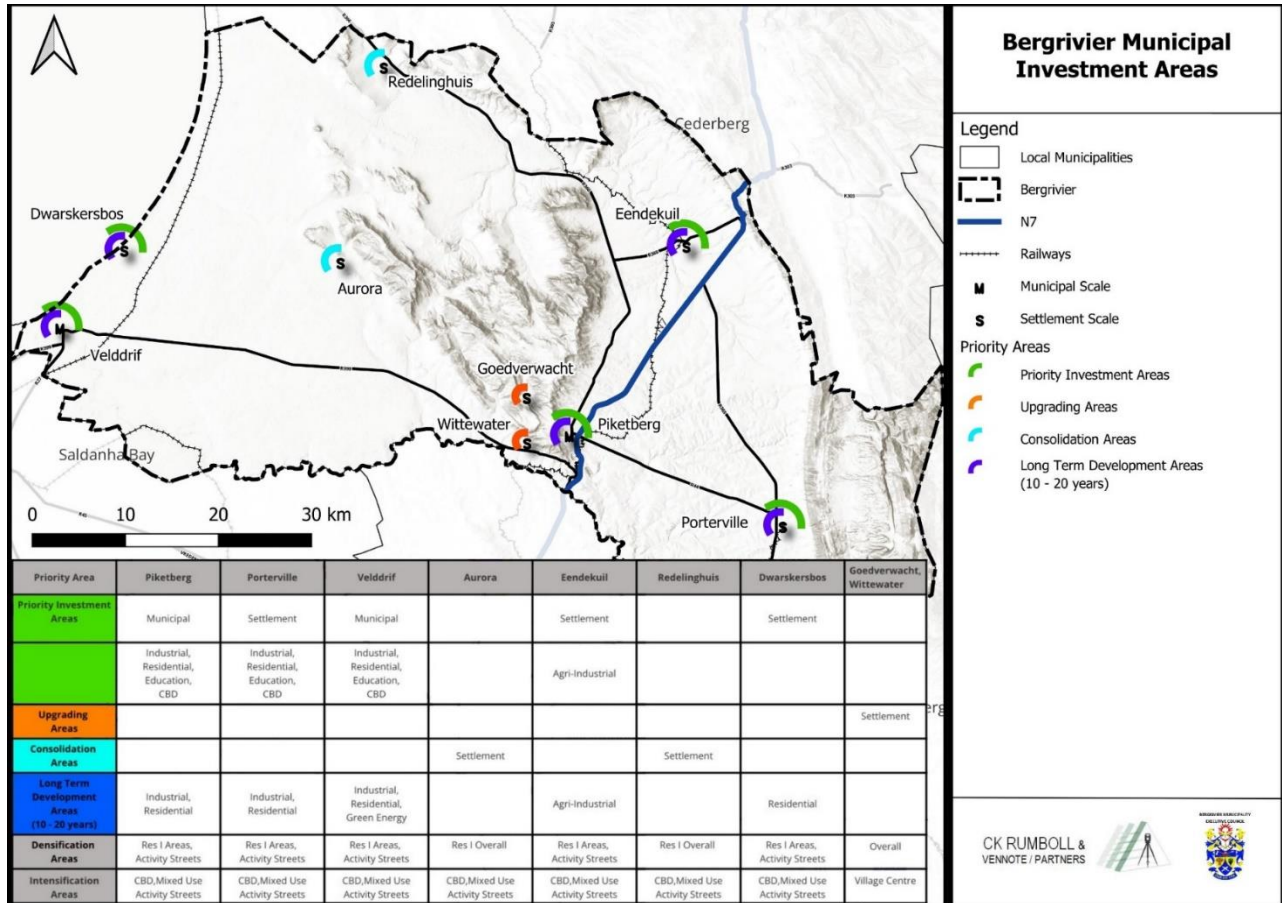 Bergrivier Municipal
Investment Areas
Legend
Local Municipalities
Bergrivier
N7
Railways
M Municipal Scale
S Settlement Scale
Priority Areas
Priority Investment Areas
Upgrading Areas
Consolidation Areas
Long Term Development Areas
(10 - 20 years)
S
Redelinghuis
Cederberg
Dwarskersbos
S
Eendekuil
S
S
Aurora
M
Velddrif
Goedverwacht
S
Wittewater
S
Piketberg
M
Saldanha Bay
Porterville
S
0 10 20 30 km
Priority Area Piketberg Porterville Velddrif Aurora Eendekuil Redelinghuis Dwarskersbos Goedverwacht,
Wittewater
Priority Investment
Areas
Municipal Settlement Municipal Settlement Settlement
Industrial, Industrial, Industrial,
Residential, Residential, Residential,
Education, Education, Education,
CBD CBD CBD
Agri-Industrial
Upgrading
Areas
Settlement
Consolidation
Areas
Settlement Settlement
Long Term
Development
Areas
(10 - 20 years)
Industrial, Industrial, Industrial,
Residential Residential Residential,
Green Energy
Agri-Industrial Residential
Densification
Areas
Res I Areas, Res I Areas, Res I Areas, Res I Overall Res I Areas, Res I Overall Res I Areas, Overall
Activity Streets Activity Streets Activity Streets Activity Streets Activity Streets
Intensification
Areas
CBD,Mixed Use CBD,Mixed Use CBD,Mixed Use CBD,Mixed Use CBD,Mixed Use CBD,Mixed Use CBD,Mixed Use Village Centre
Activity Streets Activity Streets Activity Streets Activity Streets Activity Streets Activity Streets Activity Streets
erg
CK RUMBOLL &
VENNOTE / PARTNERS
BERGRIVIER MUNICIPALITY
EXECUTIVE COUNCIL